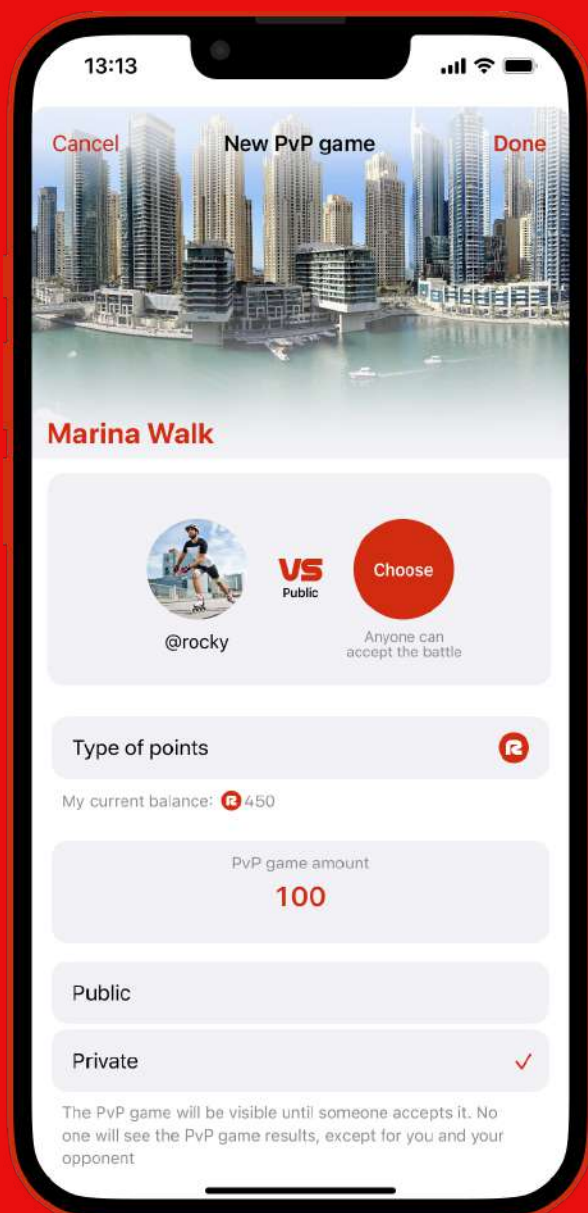 13:13
Cancel New PvP game Done
Marina Walk
VS
Public
Choose
@rocky
Anyone can
accept the battle
Type of points R
My current balance: R 450
PvP game amount
100
Public
Private
The PvP game will be visible until someone accepts it. No
one will see the PvP game results, except for you and your
opponent